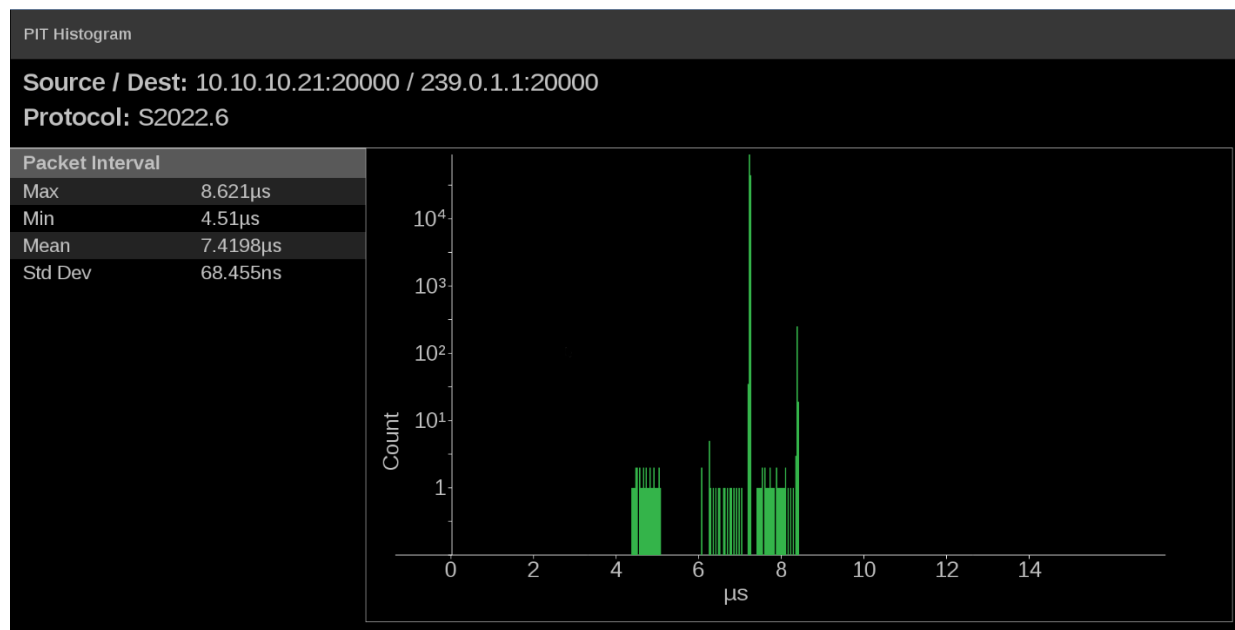 PIT Histogram
Source / Dest: 10.10.10.21:20000 / 239.0.1.1:20000
Protocol: S2022.6
Packet Interval
Max 8.621µs
Min 4.51µs
Mean 7.4198µs
Std Dev 68.455ns
Count
10⁴
10³
10²
10¹
1
0 2 4 6 8 10 12 14
µs